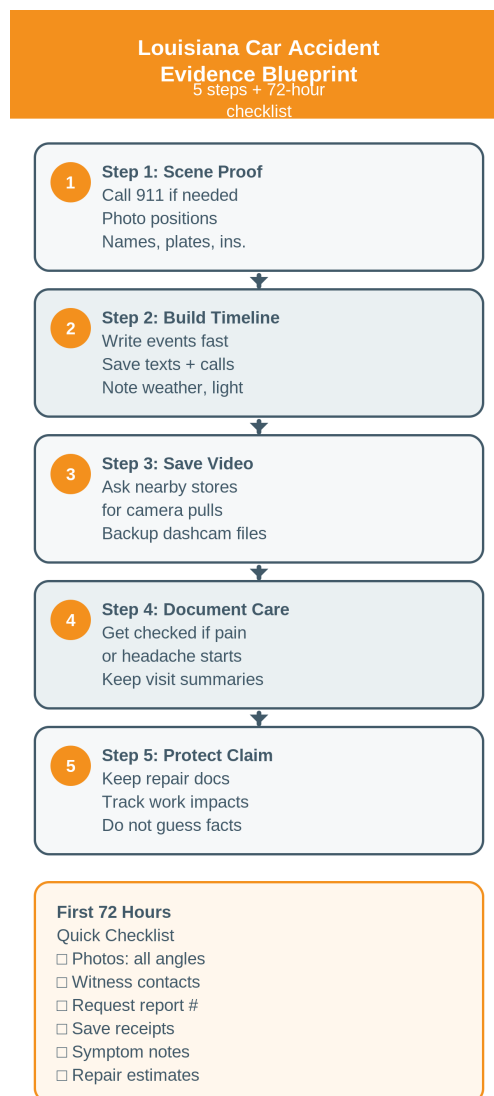 Louisiana Car Accident
Evidence Blueprint
5 steps + 72-hour
checklist
1
Step 1: Scene Proof
Call 911 if needed
Photo positions
Names, plates, ins.
2
Step 2: Build Timeline
Write events fast
Save texts + calls
Note weather, light
3
Step 3: Save Video
Ask nearby stores
for camera pulls
Backup dashcam files
4
Step 4: Document Care
Get checked if pain
or headache starts
Keep visit summaries
5
Step 5: Protect Claim
Keep repair docs
Track work impacts
Do not guess facts
First 72 Hours
Quick Checklist
□ Photos: all angles
□ Witness contacts
□ Request report #
□ Save receipts
□ Symptom notes
□ Repair estimates